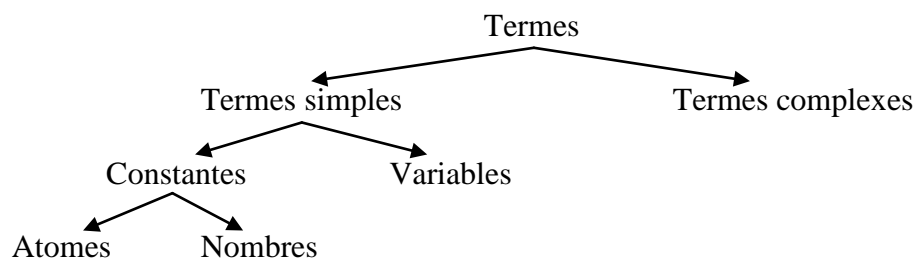 Termes
Termes simples Termes complexes
Constantes Variables
Atomes Nombres